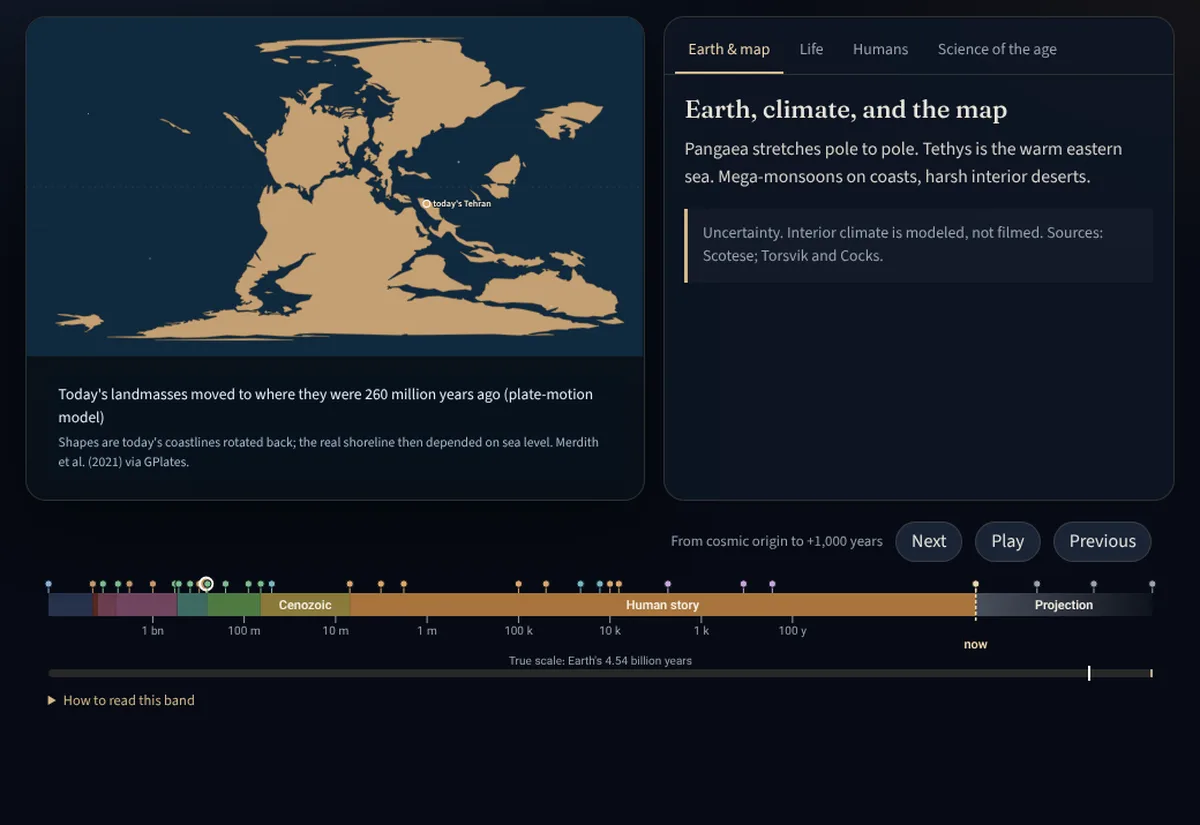 today's Tehran
Today's landmasses moved to where they were 260 million years ago (plate-motion
model)
Shapes are today's coastlines rotated back; the real shoreline then depended on sea level. Merdith
et al. (2021) via GPlates.
Earth & map Life Humans Science of the age
Earth, climate, and the map
Pangaea stretches pole to pole. Tethys is the warm eastern
sea. Mega-monsoons on coasts, harsh interior deserts.
Uncertainty. Interior climate is modeled, not filmed. Sources:
Scotese; Torsvik and Cocks.
From cosmic origin to +1,000 years Next Play Previous
Cenozoic Human story Projection
1 bn 100 m 10 m 1 m 100 k 10 k 1 k 100 y
now
True scale: Earth's 4.54 billion years
How to read this band